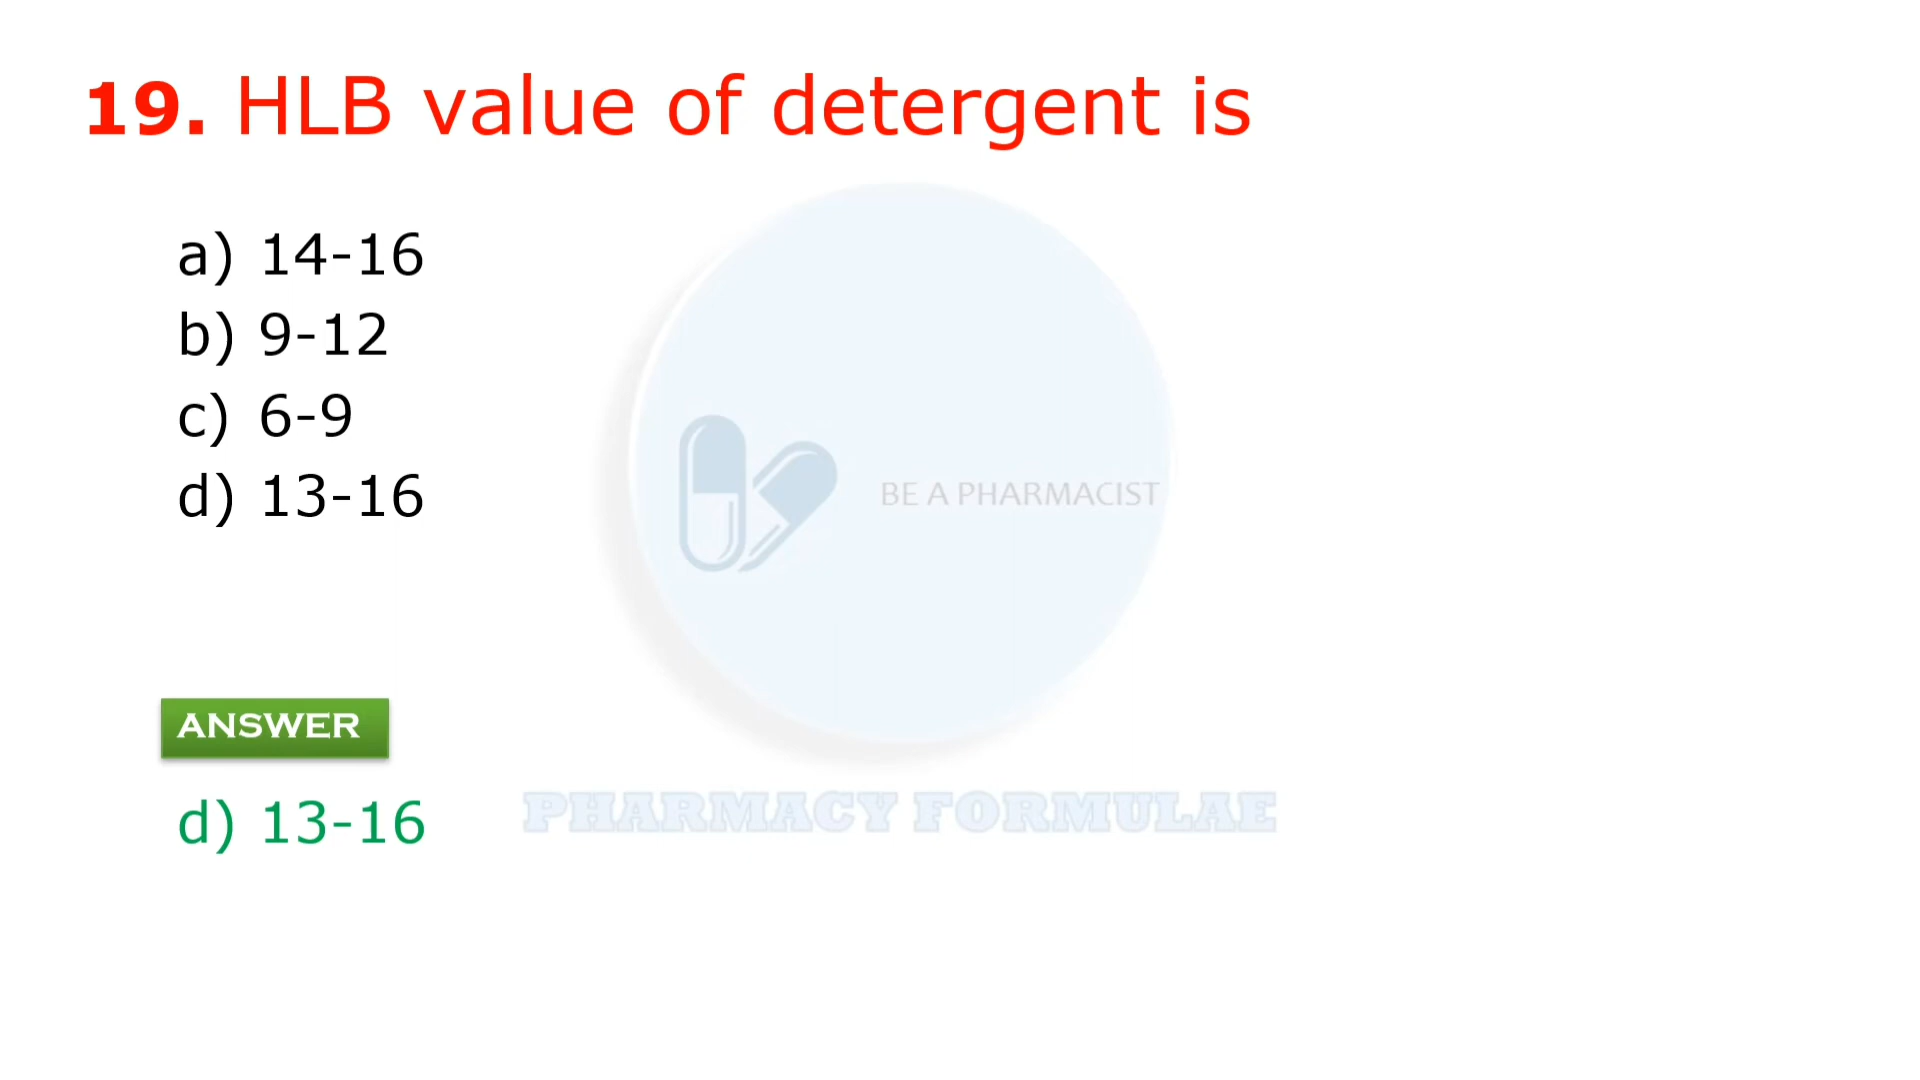 19. HLB value of detergent is
a) 14-16
b) 9-12
c) 6-9
d) 13-16
BE A PHARMACIST
ANSWER
d) 13-16
PHARMACY FORMULAE